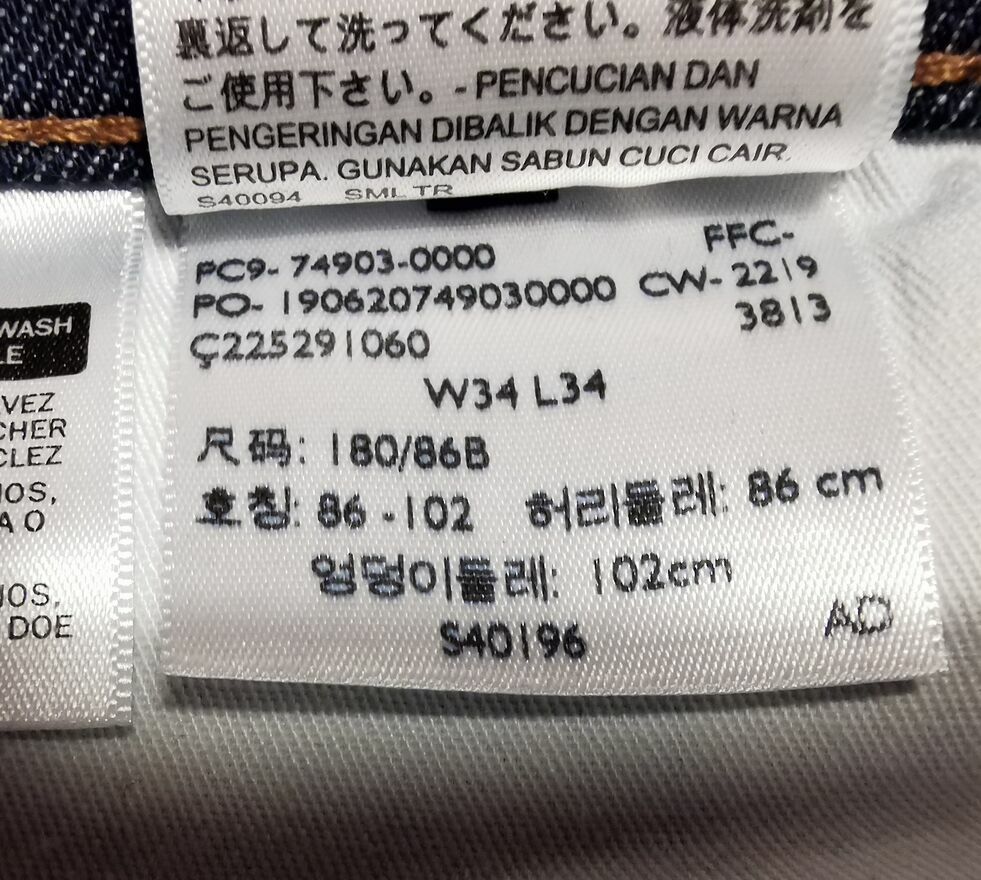 裏返して洗ってください。液体洗剤を
ご使用下さい。- PENCUCIAN DAN
PENGERINGAN DIBALIK DENGAN WARNA
SERUPA. GUNAKAN SABUN CUCI CAIR.
S40094 SML TR
WASH
LE
VEZ
CHER
CLEZ
JOS,
A O
JOS,
DOE
PC9- 74903-0000 FFC-
PO- 190620749030000 CW- 2219
Ç225291060 3813
W34 L34
尺码: 180/86B
호칭: 86 -102 허리둘레: 86 cm
엉덩이둘레: 102cm
S40196 AO